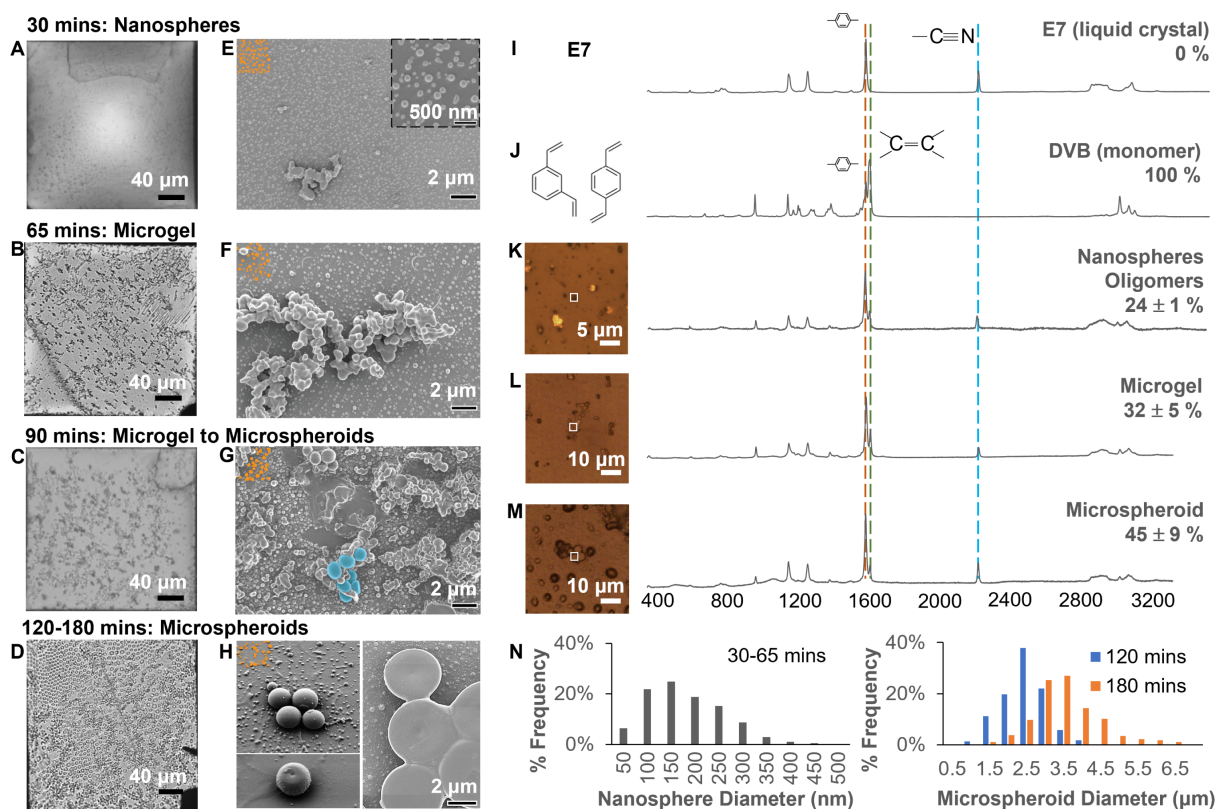 30 mins: Nanospheres
A
40 µm
E
500 nm
2 µm
65 mins: Microgel
B
40 µm
F
2 µm
90 mins: Microgel to Microspheroids
C
40 µm
G
2 µm
120-180 mins: Microspheroids
D
40 µm
H
2 µm
I
E7
C≡N
E7 (liquid crystal)
0 %
J
C=C
DVB (monomer)
100 %
K
5 µm
Nanospheres
Oligomers
24 ± 1 %
L
10 µm
Microgel
32 ± 5 %
M
10 µm
Microspheroid
45 ± 9 %
400 800 1200 1600 2000 2400 2800 3200
N
40%
20%
0%
% Frequency
30-65 mins
50 100 150 200 250 300 350 400 450 500
Nanosphere Diameter (nm)
40%
20%
0%
% Frequency
120 mins
180 mins
0.5 1.5 2.5 3.5 4.5 5.5 6.5
Microspheroid Diameter (µm)